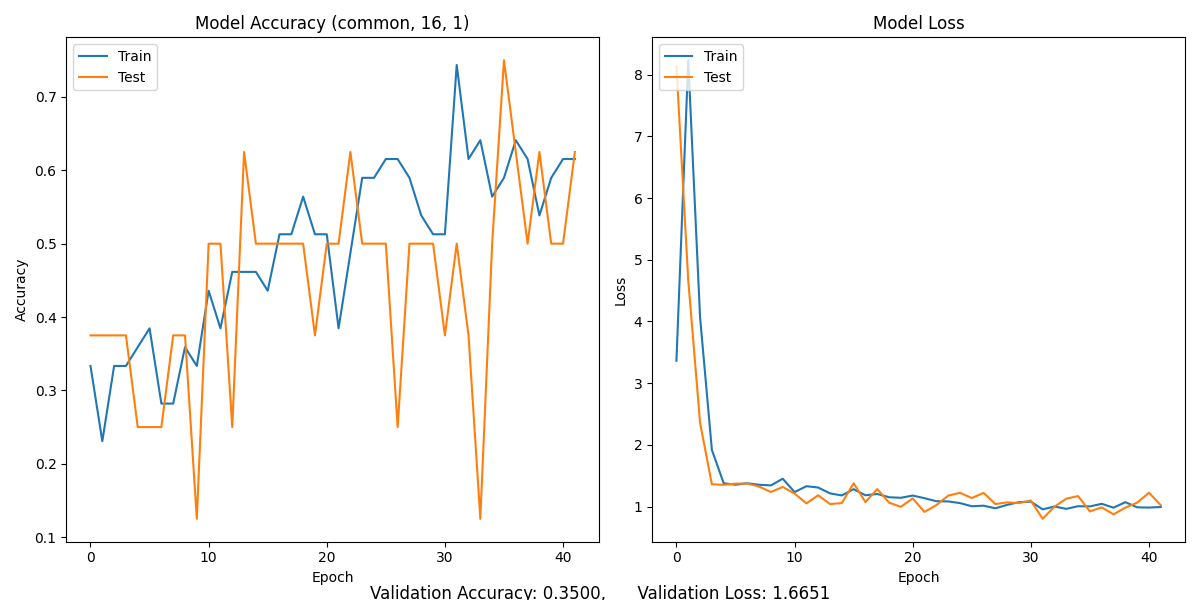 Model Accuracy (common, 16, 1)
Train
Test
0.7
0.6
0.5
0.4
0.3
0.2
0.1
Accuracy
0 10 20 30 40
Epoch
Model Loss
Train
Test
8
7
6
5
4
3
2
1
Loss
0 10 20 30 40
Epoch
Validation Accuracy: 0.3500, Validation Loss: 1.6651